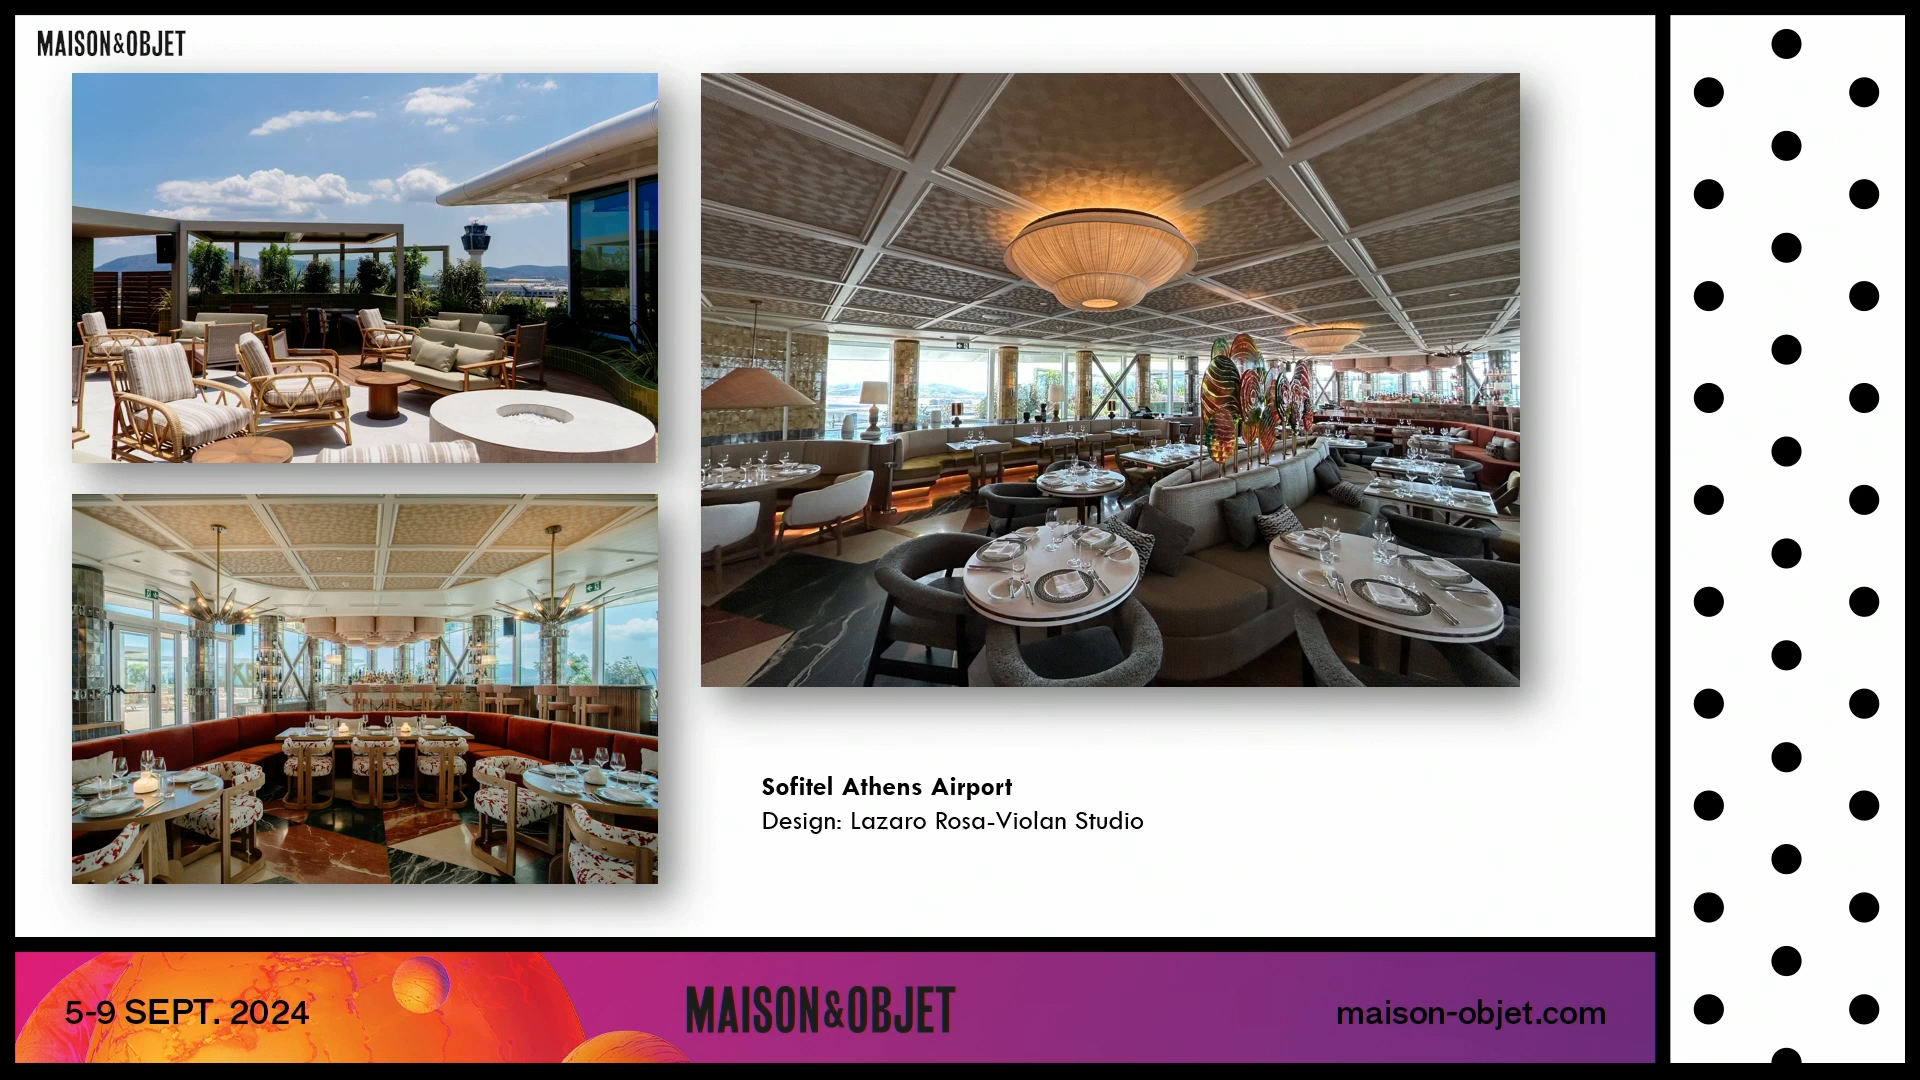 MAISON&OBJET
Sofitel Athens Airport
Design: Lazaro Rosa-Violan Studio
5-9 SEPT. 2024
MAISON&OBJET
maison-objet.com